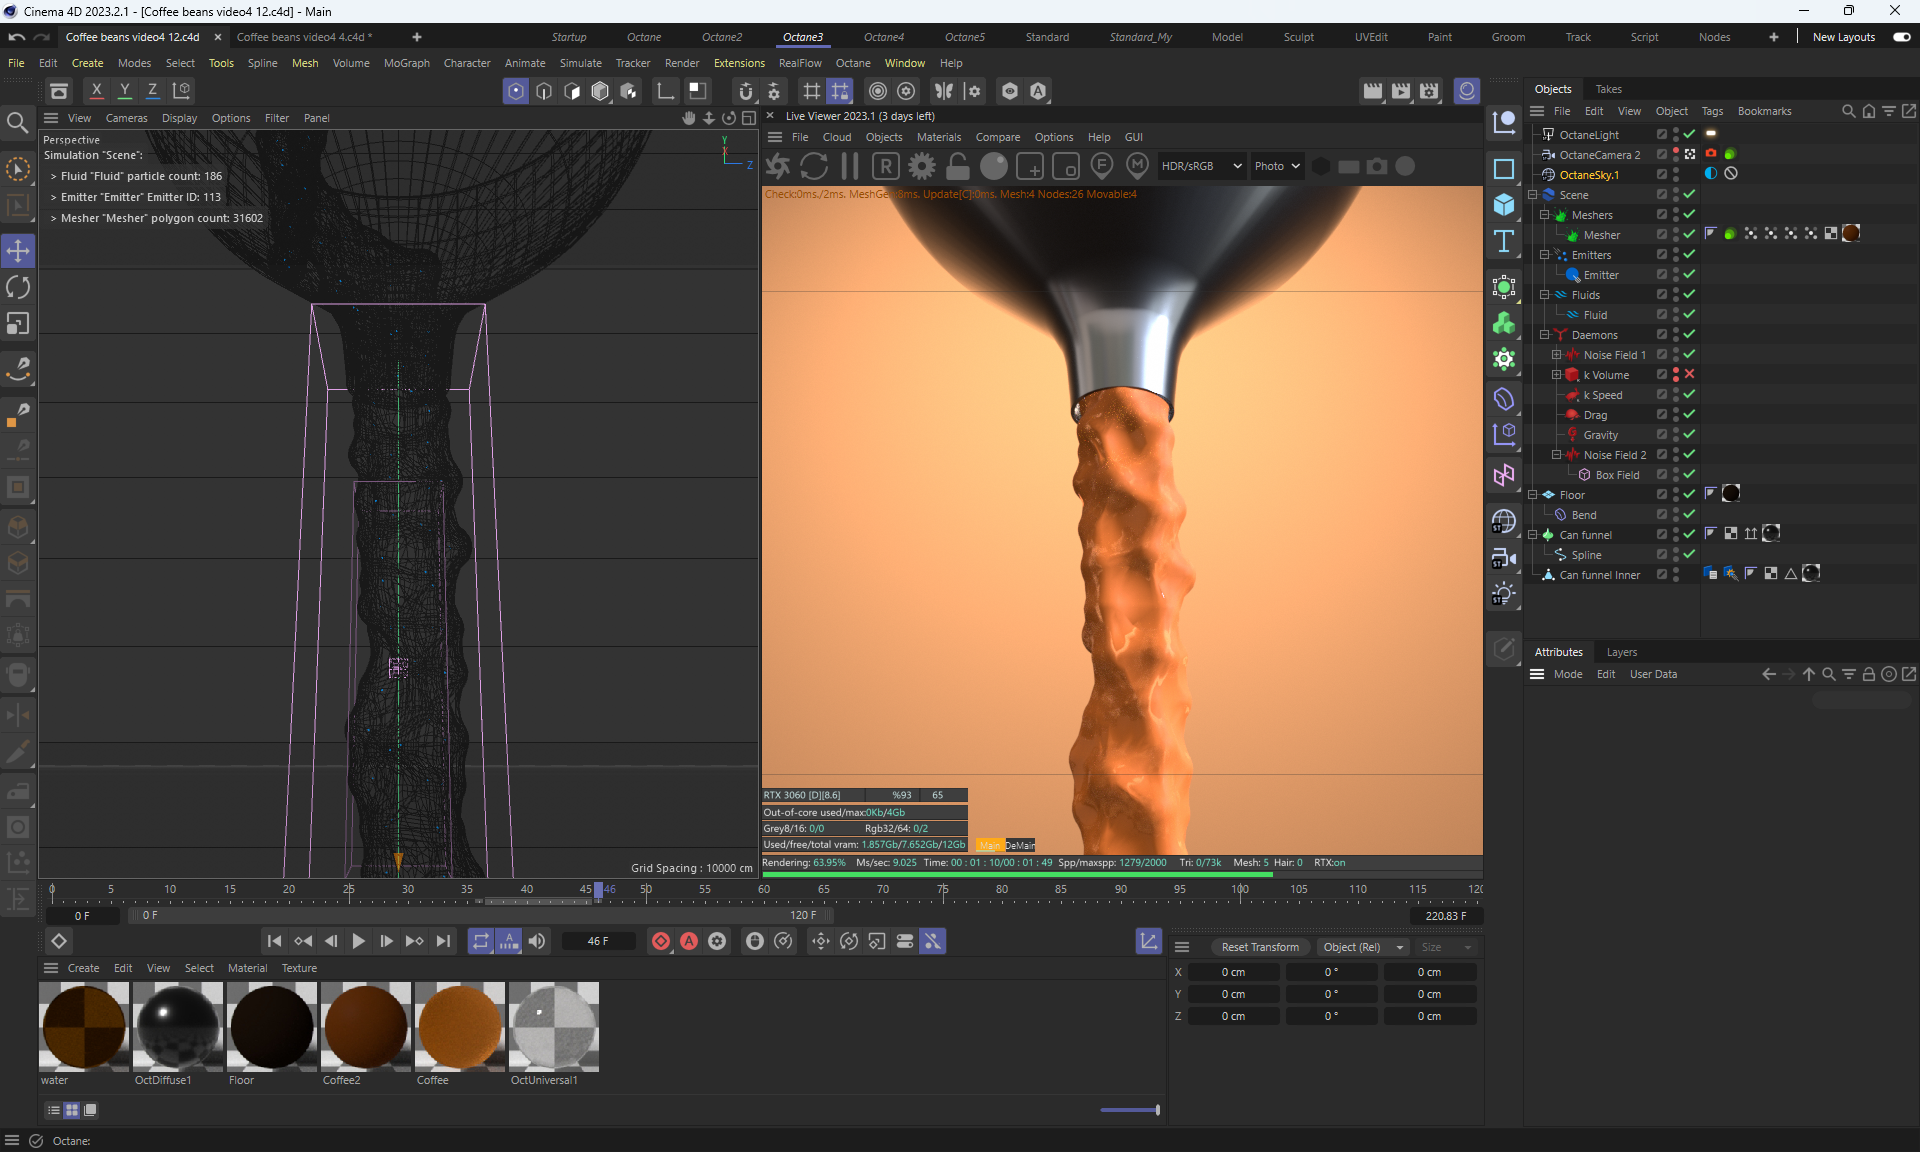 Cinema 4D 2023.2.1 - [Coffee beans video4 12.c4d] - Main
Coffee beans video4 12.c4d × Coffee beans video4 4.c4d * + Startup Octane Octane2 Octane3 Octane4 Octane5 Standard Standard_My Model Sculpt UVEdit Paint Groom Track Script Nodes + New Layouts
File Edit Create Modes Select Tools Spline Mesh Volume MoGraph Character Animate Simulate Tracker Render Extensions RealFlow Octane Window Help
X Y Z
View Cameras Display Options Filter Panel
Perspective
Simulation "Scene":
> Fluid "Fluid" particle count: 186
> Emitter "Emitter" Emitter ID: 113
> Mesher "Mesher" polygon count: 31602
Y
X
Z
Grid Spacing : 10000 cm
Live Viewer 2023.1 (3 days left)
File Cloud Objects Materials Compare Options Help GUI
R F M HDR/sRGB Photo
Check:0ms./2ms. MeshGen:8ms. Update[C]:0ms. Mesh:4 Nodes:26 Movable:4
RTX 3060 [D][8.6] %93 65
Out-of-core used/max:0Kb/4Gb
Grey8/16: 0/0 Rgb32/64: 0/2
Used/free/total vram: 1.857Gb/7.652Gb/12Gb Main DeMain
Rendering: 63.95% Ms/sec: 9.025 Time: 00 : 01 : 10/00 : 01 : 49 Spp/maxspp: 1279/2000 Tri: 0/73k Mesh: 5 Hair: 0 RTX:on
0 5 10 15 20 25 30 35 40 45 46 50 55 60 65 70 75 80 85 90 95 100 105 110 115 120
0 F 0 F 120 F 220.83 F
46 F
Create Edit View Select Material Texture
water OctDiffuse1 Floor Coffee2 Coffee OctUniversal1
Reset Transform Object (Rel) Size
X 0 cm 0 ° 0 cm
Y 0 cm 0 ° 0 cm
Z 0 cm 0 ° 0 cm
Objects Takes
File Edit View Object Tags Bookmarks
OctaneLight
OctaneCamera 2
OctaneSky.1
Scene
Meshers
Mesher
Emitters
Emitter
Fluids
Fluid
Daemons
Noise Field 1
k Volume
k Speed
Drag
Gravity
Noise Field 2
Box Field
Floor
Bend
Can funnel
Spline
Can funnel Inner
Attributes Layers
Mode Edit User Data
Octane: